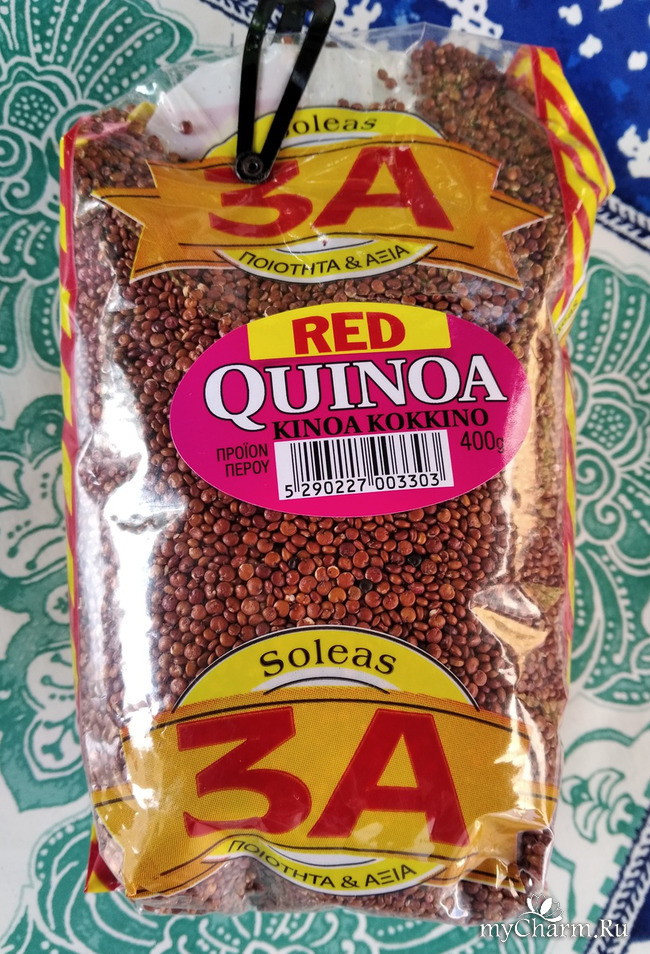 Soleas
3A
ΠΟΙΟΤΗΤΑ & ΑΞΙΑ
RED
QUINOA
ΚΙΝΟΑ ΚΟΚΚΙΝΟ
ΠΡΟΪΟΝ
ΠΕΡΟΥ
400g
5 290227 003303
Soleas
3A
ΠΟΙΟΤΗΤΑ & ΑΞΙΑ
myCharm.Ru